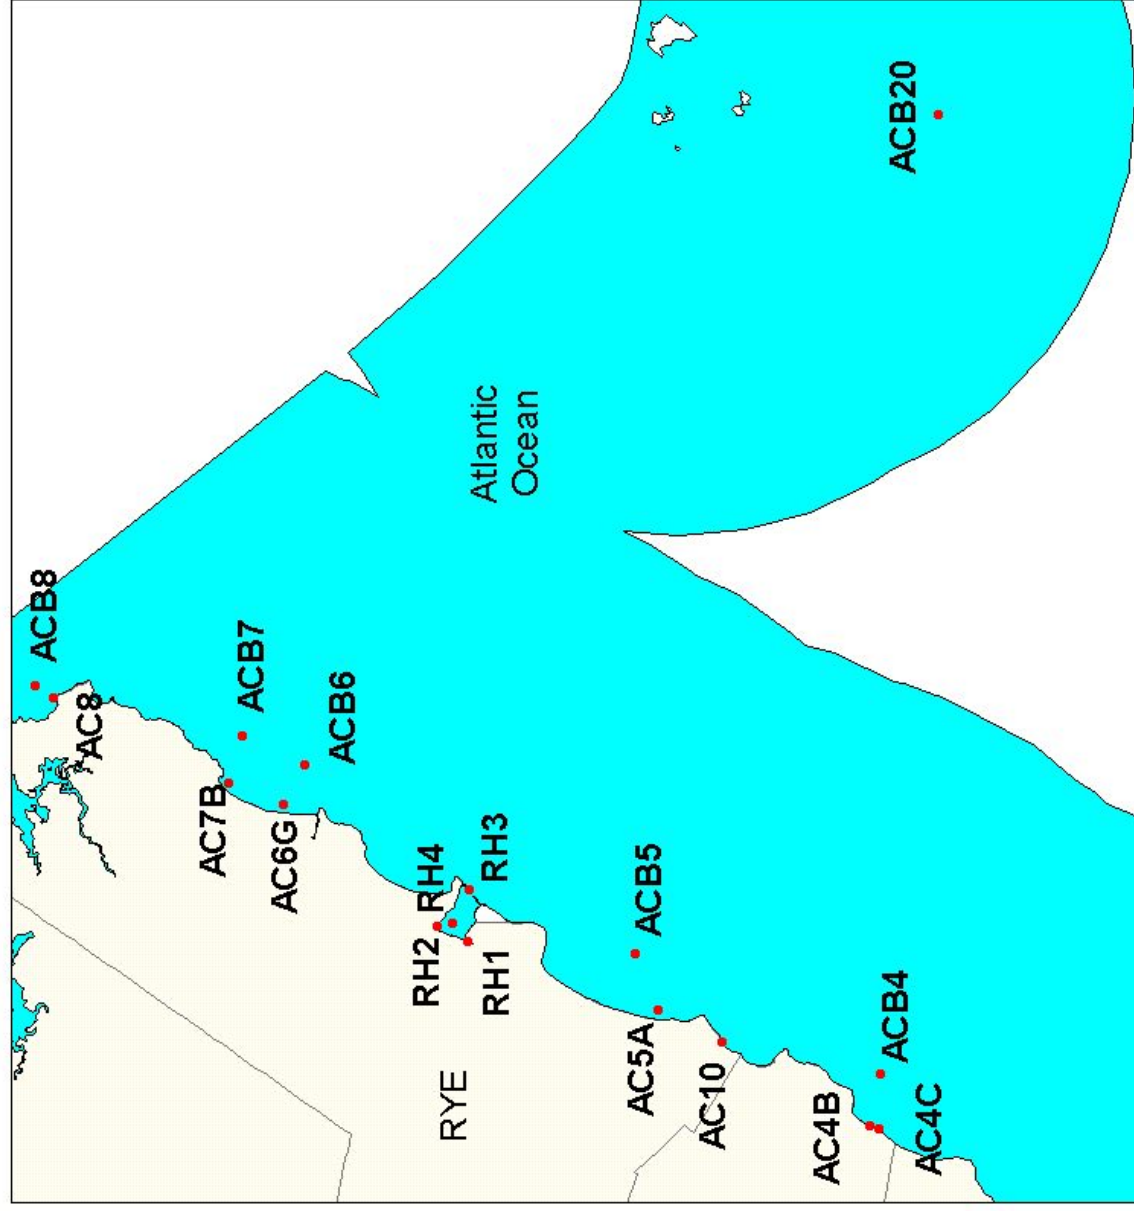 ACB8
AC8
ACB7
ACB6
AC7B
AC6G
RH4
RH3
RH2
RH1
Atlantic
Ocean
ACB20
RYE
ACB5
AC5A
AC10
ACB4
AC4B
AC4C